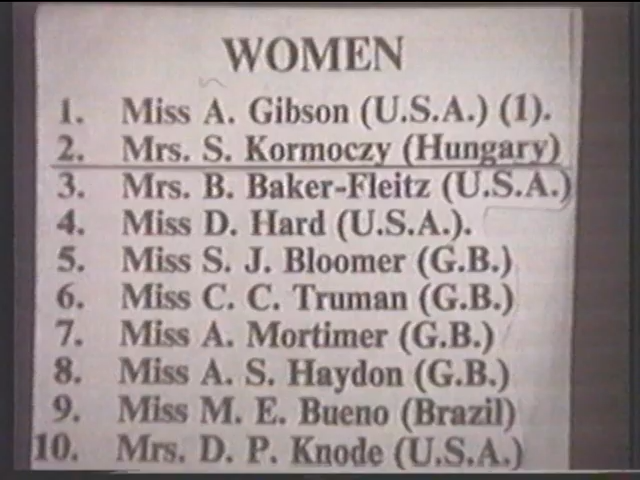 WOMEN
1. Miss A. Gibson (U.S.A.) (1).
2. Mrs. S. Kormoczy (Hungary)
3. Mrs. B. Baker-Fleitz (U.S.A.)
4. Miss D. Hard (U.S.A.).
5. Miss S. J. Bloomer (G.B.)
6. Miss C. C. Truman (G.B.)
7. Miss A. Mortimer (G.B.)
8. Miss A. S. Haydon (G.B.)
9. Miss M. E. Bueno (Brazil)
10. Mrs. D. P. Knode (U.S.A.)